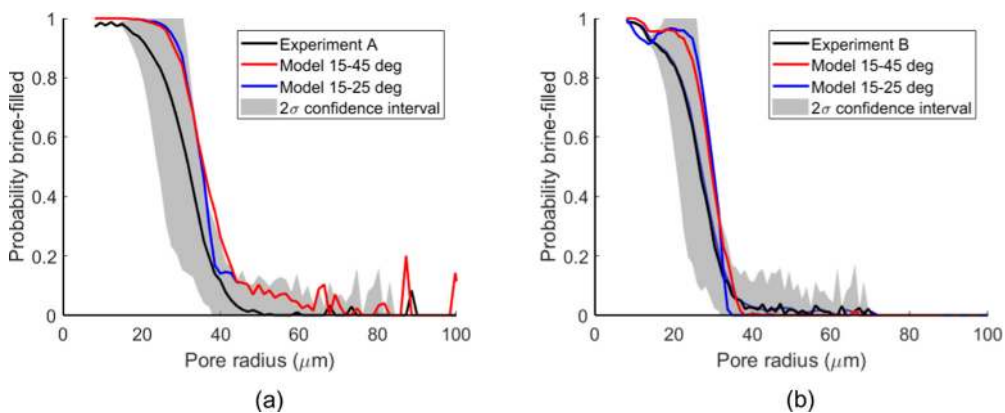 1
0.8
0.6
0.4
0.2
0
Probability brine-filled
Experiment A
Model 15-45 deg
Model 15-25 deg
2σ confidence interval
0 20 40 60 80 100
Pore radius (μm)
(a)
1
0.8
0.6
0.4
0.2
0
Probability brine-filled
Experiment B
Model 15-45 deg
Model 15-25 deg
2σ confidence interval
0 20 40 60 80 100
Pore radius (μm)
(b)